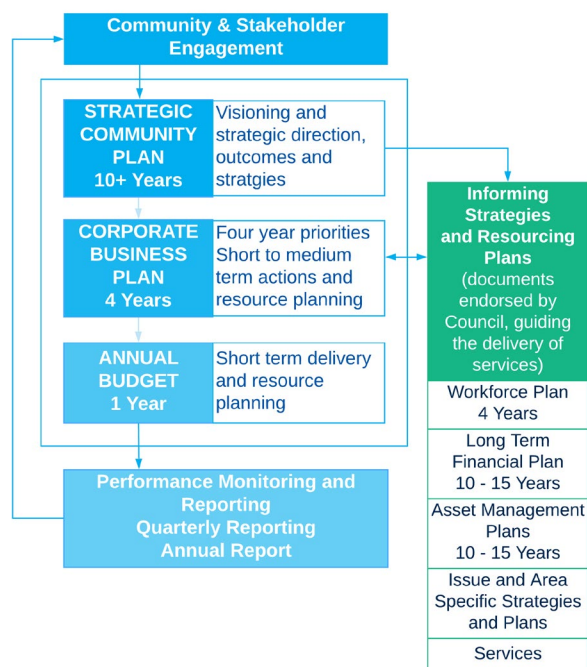 Community & Stakeholder
Engagement
STRATEGIC
COMMUNITY
PLAN
10+ Years
Visioning and
strategic direction,
outcomes and
stratgies
CORPORATE
BUSINESS
PLAN
4 Years
Four year priorities
Short to medium
term actions and
resource planning
ANNUAL
BUDGET
1 Year
Short term delivery
and resource
planning
Performance Monitoring and
Reporting
Quarterly Reporting
Annual Report
Informing
Strategies
and Resourcing
Plans
(documents
endorsed by
Council, guiding
the delivery of
services)
Workforce Plan
4 Years
Long Term
Financial Plan
10 - 15 Years
Asset Management
Plans
10 - 15 Years
Issue and Area
Specific Strategies
and Plans
Services